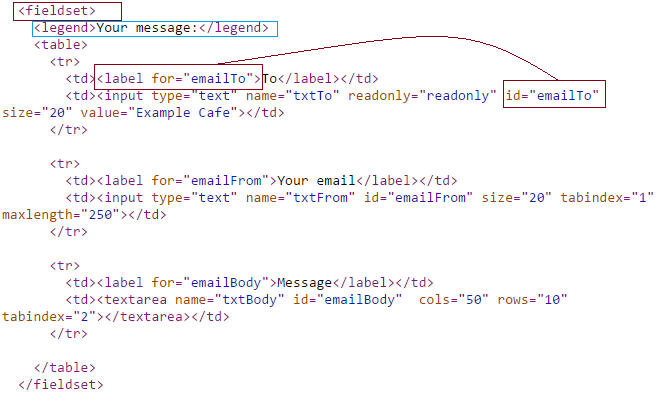 <fieldset>
<legend>Your message:</legend>
<table>
<tr>
<td><label for="emailTo">To</label></td>
<td><input type="text" name="txtTo" readonly="readonly" id="emailTo"
size="20" value="Example Cafe"></td>
</tr>
<tr>
<td><label for="emailFrom">Your email</label></td>
<td><input type="text" name="txtFrom" id="emailFrom" size="20" tabindex="1"
maxlength="250"></td>
</tr>
<tr>
<td><label for="emailBody">Message</label></td>
<td><textarea name="txtBody" id="emailBody"  cols="50" rows="10"
tabindex="2"></textarea></td>
</tr>
</table>
</fieldset>